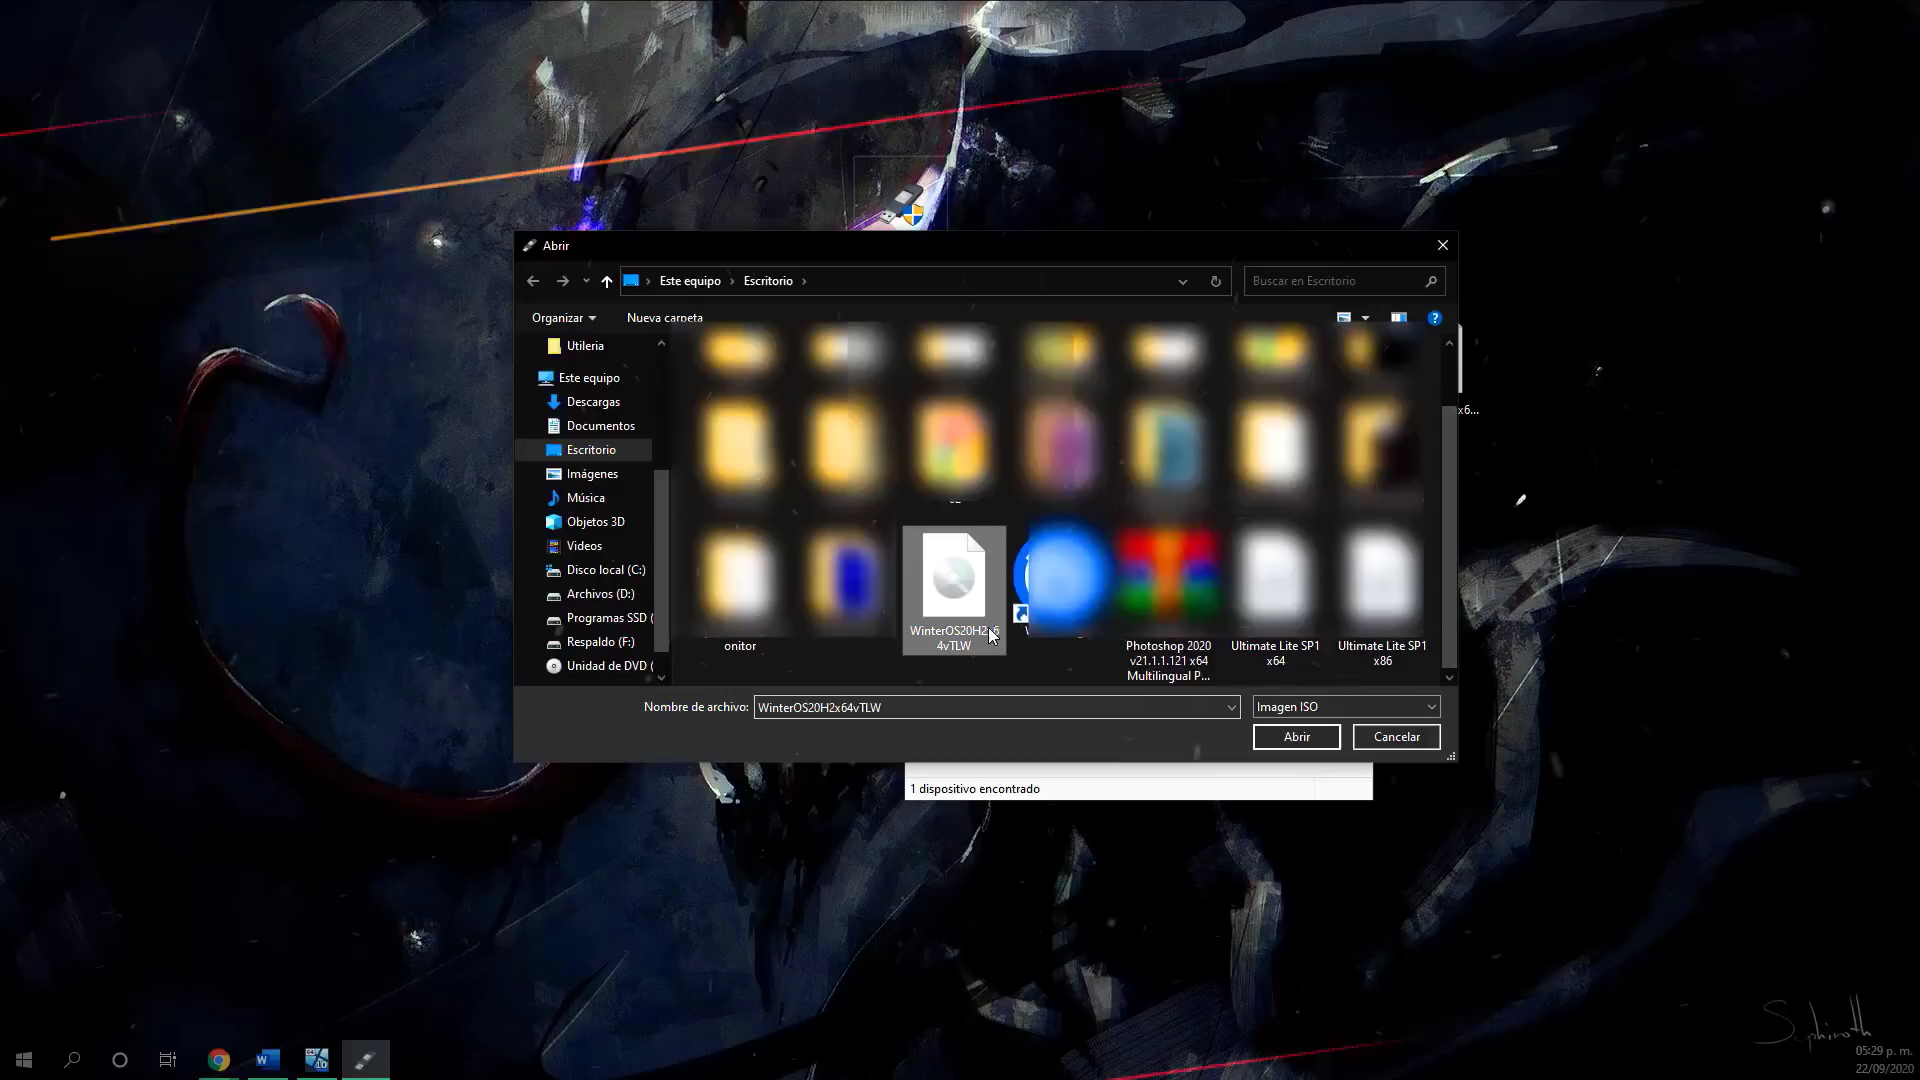 Abrir
Este equipo
Escritorio
Buscar en Escritorio
Organizar
Nueva carpeta
Utileria
Este equipo
Descargas
Documentos
Escritorio
Imágenes
Música
Objetos 3D
Videos
Disco local (C:)
Archivos (D:)
Programas SSD (
Respaldo (F:)
Unidad de DVD (
x6...
WinterOS20H2x6
4vTLW
onitor
Photoshop 2020
v21.1.1.121 x64
Multilingual P...
Ultimate Lite SP1
x64
Ultimate Lite SP1
x86
Nombre de archivo:
WinterOS20H2x64vTLW
Imagen ISO
Abrir
Cancelar
1 dispositivo encontrado
05:29 p. m.
22/09/2020